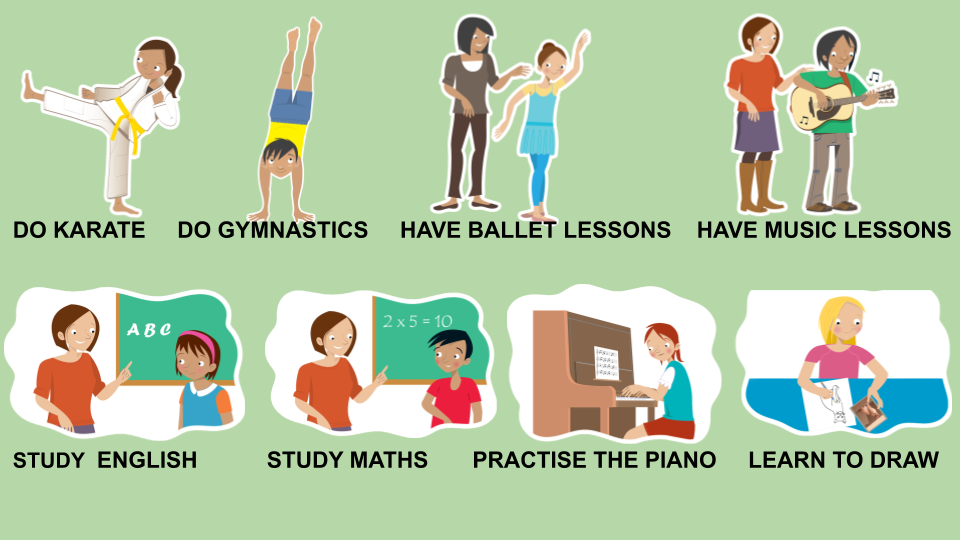 DO KARATE
DO GYMNASTICS
HAVE BALLET LESSONS
HAVE MUSIC LESSONS
A B C
2 x 5 = 10
STUDY ENGLISH
STUDY MATHS
PRACTISE THE PIANO
LEARN TO DRAW